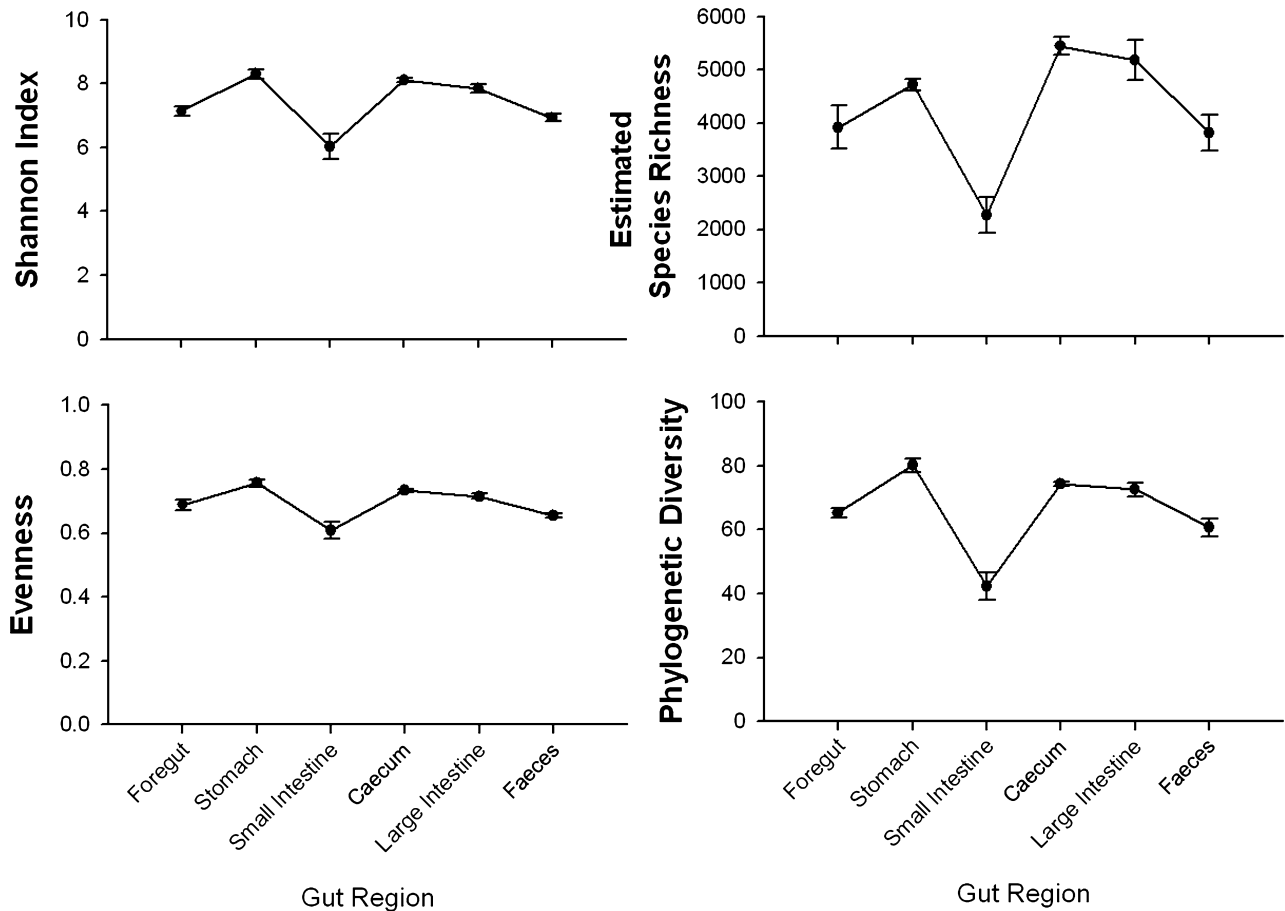 Shannon Index
10
8
6
4
2
0
Estimated
Species Richness
6000
5000
4000
3000
2000
1000
0
Evenness
1.0
0.8
0.6
0.4
0.2
0.0
Foregut
Stomach
Small Intestine
Caecum
Large Intestine
Faeces
Gut Region
Phylogenetic Diversity
100
80
60
40
20
0
Foregut
Stomach
Small Intestine
Caecum
Large Intestine
Faeces
Gut Region